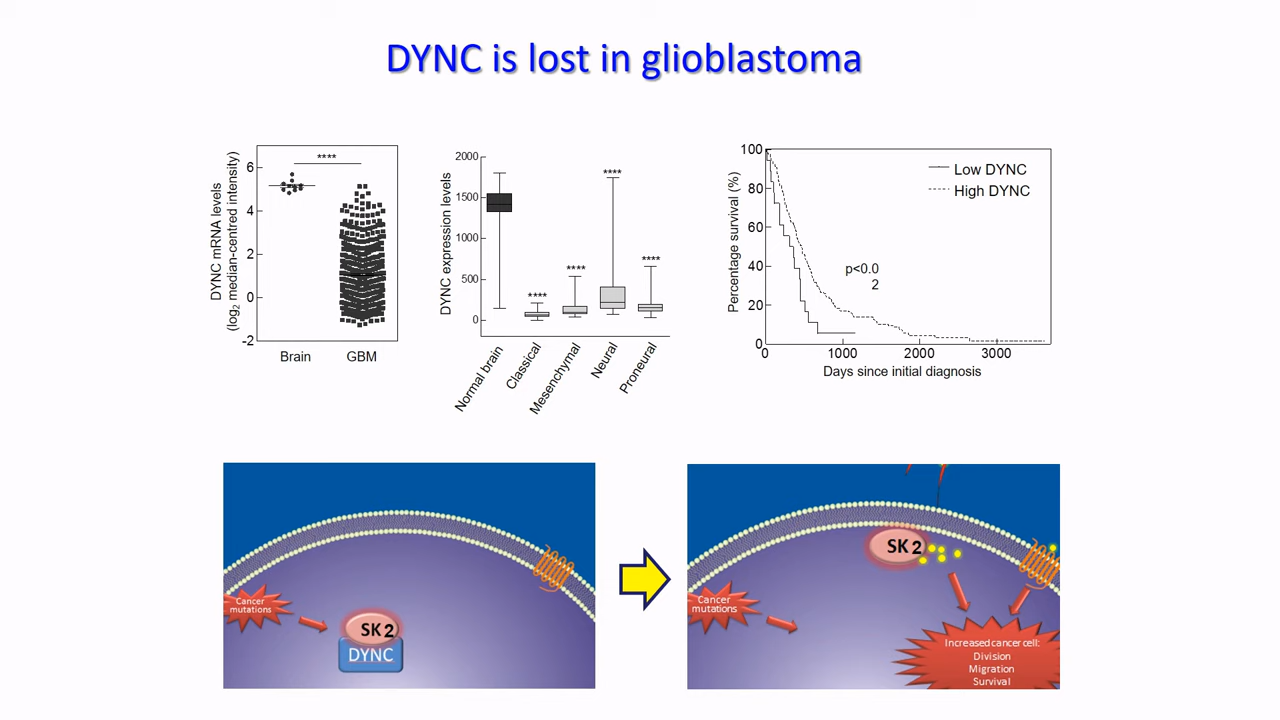 DYNC is lost in glioblastoma
DYNC mRNA levels
(log2 median-centred intensity)
6
4
2
0
-2
****
Brain
GBM
DYNC expression levels
2000
1500
1000
500
0
****
****
****
****
Normal brain
Classical
Mesenchymal
Neural
Proneural
Percentage survival (%)
100
80
60
40
20
0
Low DYNC
High DYNC
p<0.0
2
0
1000
2000
3000
Days since initial diagnosis
Cancer
mutations
SK 2
DYNC
SK 2
Cancer
mutations
Increased cancer cell:
Division
Migration
Survival